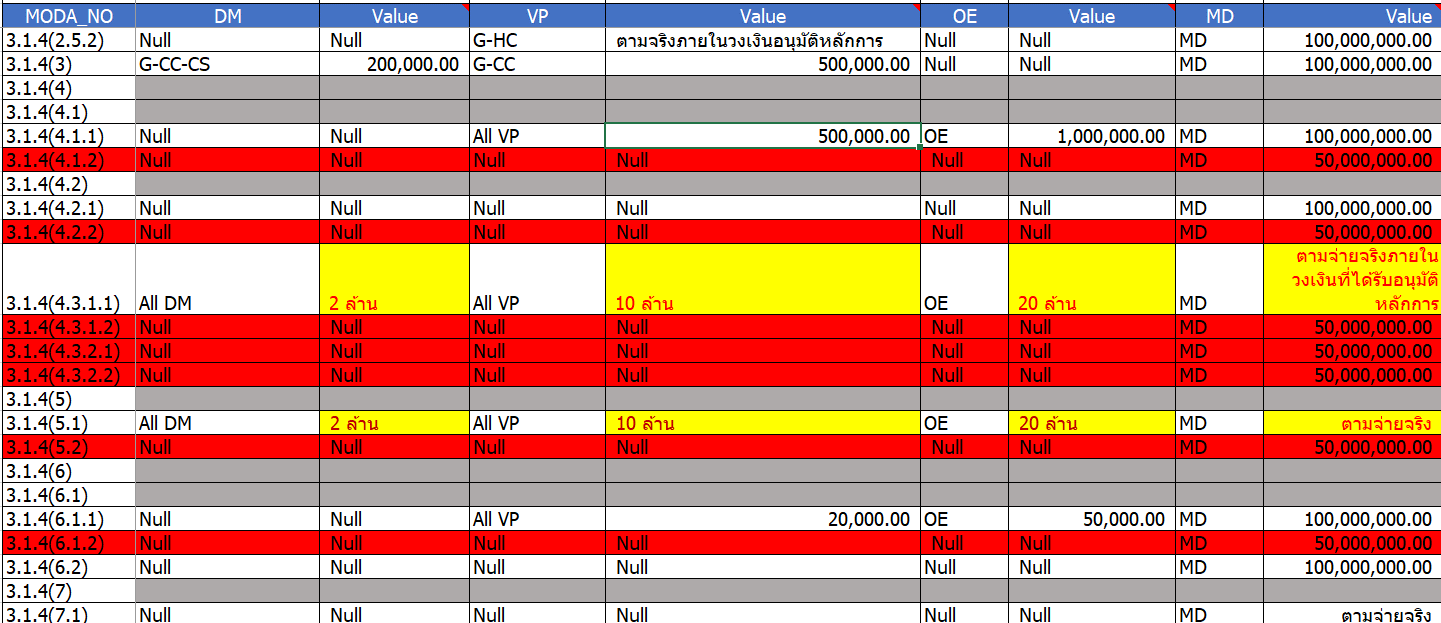 MODA_NO DM Value VP Value OE Value MD Value
3.1.4(2.5.2) Null Null G-HC ตามจริงภายในวงเงินอนุมัติหลักการ Null Null MD 100,000,000.00
3.1.4(3) G-CC-CS 200,000.00 G-CC 500,000.00 Null Null MD 100,000,000.00
3.1.4(4)
3.1.4(4.1)
3.1.4(4.1.1) Null Null All VP 500,000.00 OE 1,000,000.00 MD 100,000,000.00
3.1.4(4.1.2) Null Null Null Null Null Null MD 50,000,000.00
3.1.4(4.2)
3.1.4(4.2.1) Null Null Null Null Null Null MD 100,000,000.00
3.1.4(4.2.2) Null Null Null Null Null Null MD 50,000,000.00
ตามจ่ายจริงภายใน
วงเงินที่ได้รับอนุมัติ
3.1.4(4.3.1.1) All DM 2 ล้าน All VP 10 ล้าน OE 20 ล้าน MD หลักการ
3.1.4(4.3.1.2) Null Null Null Null Null Null MD 50,000,000.00
3.1.4(4.3.2.1) Null Null Null Null Null Null MD 50,000,000.00
3.1.4(4.3.2.2) Null Null Null Null Null Null MD 50,000,000.00
3.1.4(5)
3.1.4(5.1) All DM 2 ล้าน All VP 10 ล้าน OE 20 ล้าน MD ตามจ่ายจริง
3.1.4(5.2) Null Null Null Null Null Null MD 50,000,000.00
3.1.4(6)
3.1.4(6.1)
3.1.4(6.1.1) Null Null All VP 20,000.00 OE 50,000.00 MD 100,000,000.00
3.1.4(6.1.2) Null Null Null Null Null Null MD 50,000,000.00
3.1.4(6.2) Null Null Null Null Null Null MD 100,000,000.00
3.1.4(7)
3.1.4(7.1) Null Null Null Null Null Null MD ตามจ่ายจริง